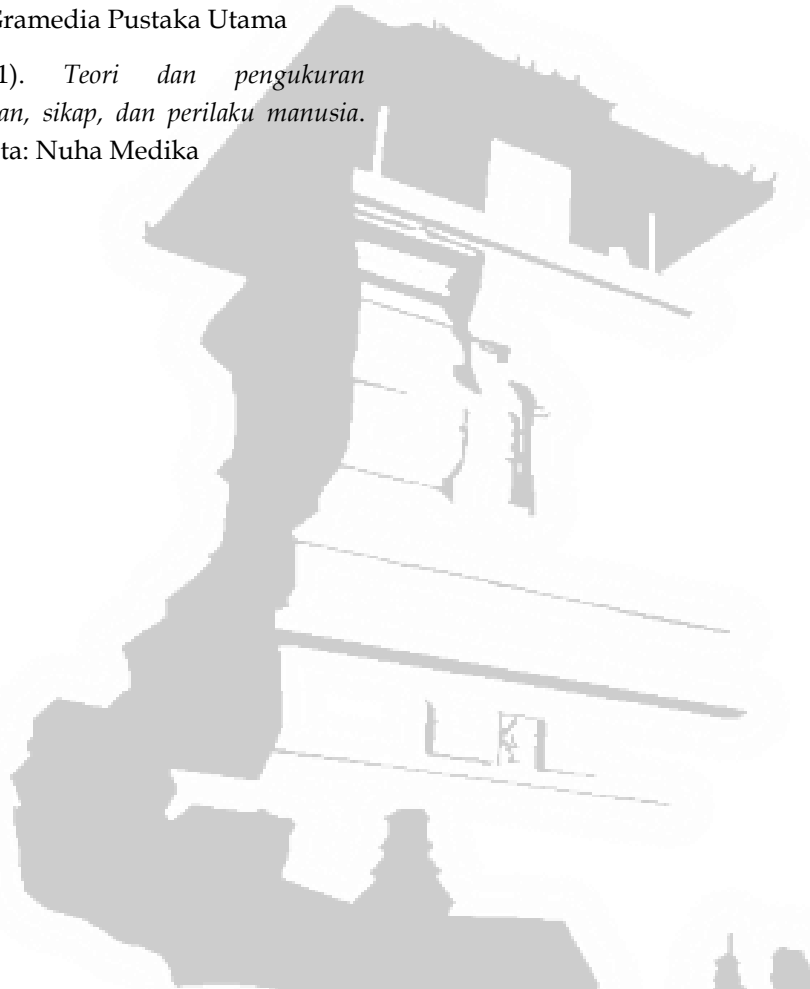 Gramedia Pustaka Utama
1). Teori dan pengukuran
an, sikap, dan perilaku manusia.
ta: Nuha Medika